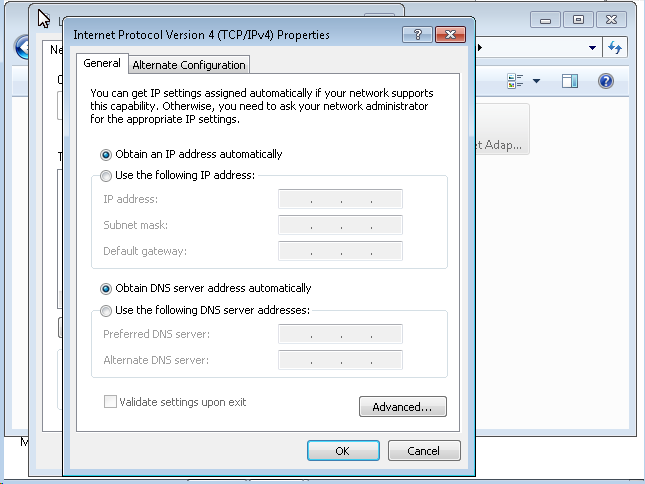 Internet Protocol Version 4 (TCP/IPv4) Properties
General
Alternate Configuration
You can get IP settings assigned automatically if your network supports
this capability. Otherwise, you need to ask your network administrator
for the appropriate IP settings.
Obtain an IP address automatically
Use the following IP address:
IP address:
Subnet mask:
Default gateway:
Obtain DNS server address automatically
Use the following DNS server addresses:
Preferred DNS server:
Alternate DNS server:
Validate settings upon exit
Advanced...
OK
Cancel
et Adap...